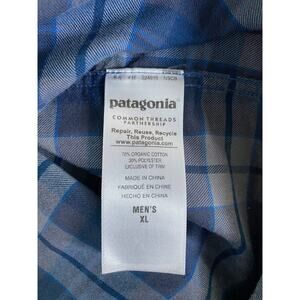 patagonia
COMMON THREADS
PARTNERSHIP
Repair, Reuse, Recycle
This Product
www.patagonia.com
70% ORGANIC COTTON
30% POLYESTER
EXCLUSIVE OF TRIM
MADE IN CHINA
FABRIQUÉ EN CHINE
HECHO EN CHINA
MEN'S
XL